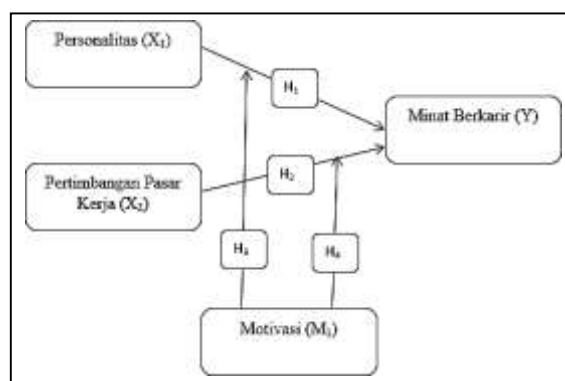 Personalitas (X₁)
H₁
Minat Berkarir (Y)
Pertimbangan Pasar
Kerja (X₂)
H₂
H₃
H₄
Motivasi (M₁)